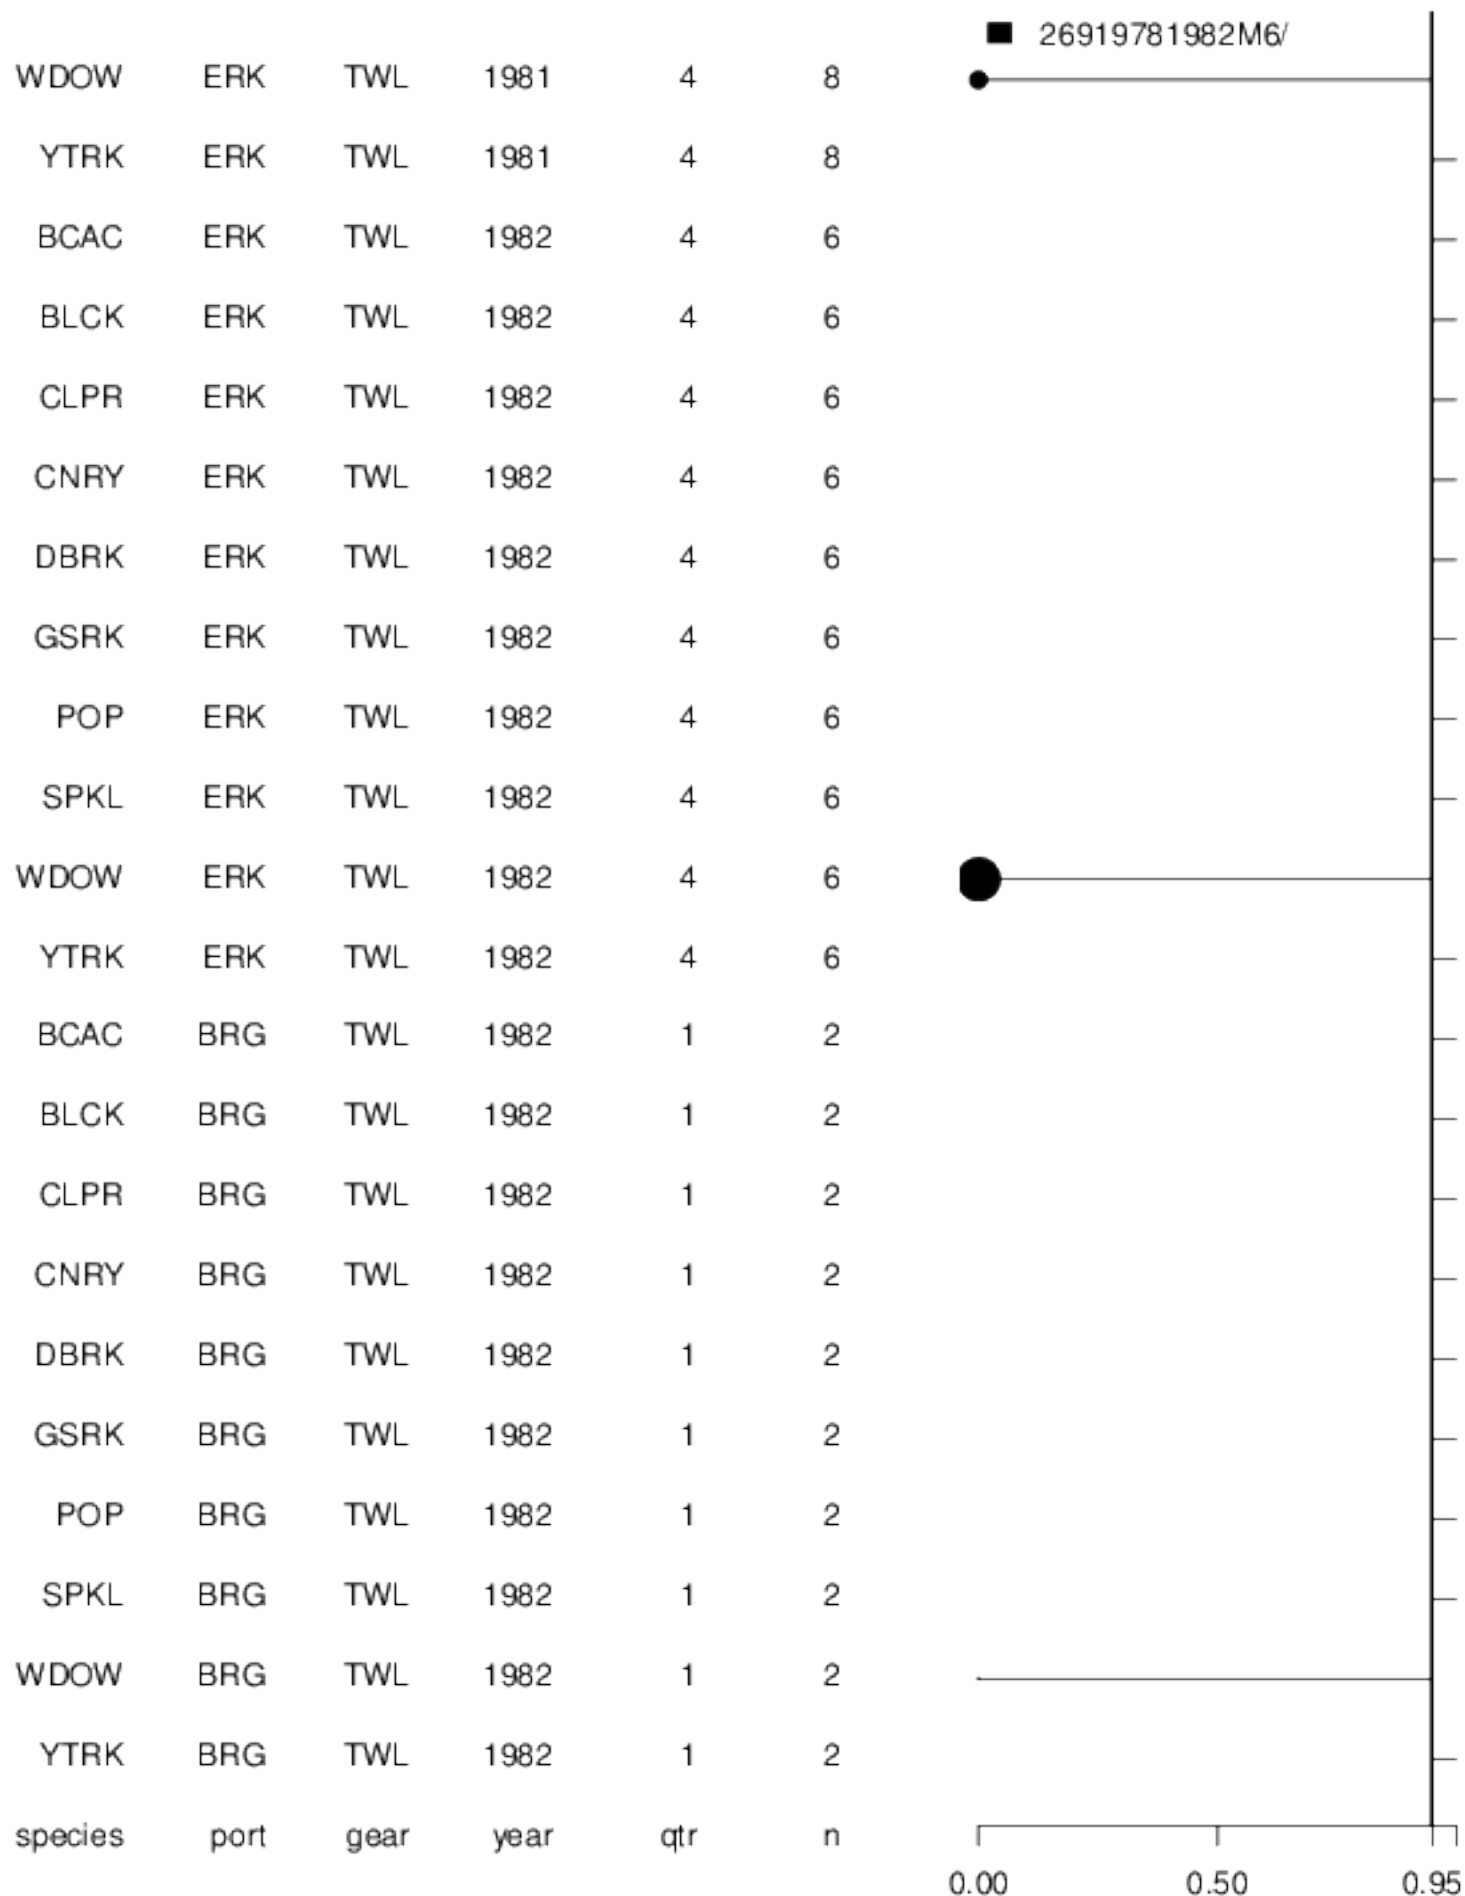 26919781982M6/
WDOW ERK TWL 1981 4 8
YTRK ERK TWL 1981 4 8
BCAC ERK TWL 1982 4 6
BLCK ERK TWL 1982 4 6
CLPR ERK TWL 1982 4 6
CNRY ERK TWL 1982 4 6
DBRK ERK TWL 1982 4 6
GSRK ERK TWL 1982 4 6
POP ERK TWL 1982 4 6
SPKL ERK TWL 1982 4 6
WDOW ERK TWL 1982 4 6
YTRK ERK TWL 1982 4 6
BCAC BRG TWL 1982 1 2
BLCK BRG TWL 1982 1 2
CLPR BRG TWL 1982 1 2
CNRY BRG TWL 1982 1 2
DBRK BRG TWL 1982 1 2
GSRK BRG TWL 1982 1 2
POP BRG TWL 1982 1 2
SPKL BRG TWL 1982 1 2
WDOW BRG TWL 1982 1 2
YTRK BRG TWL 1982 1 2
species port gear year qtr n
0.00 0.50 0.95